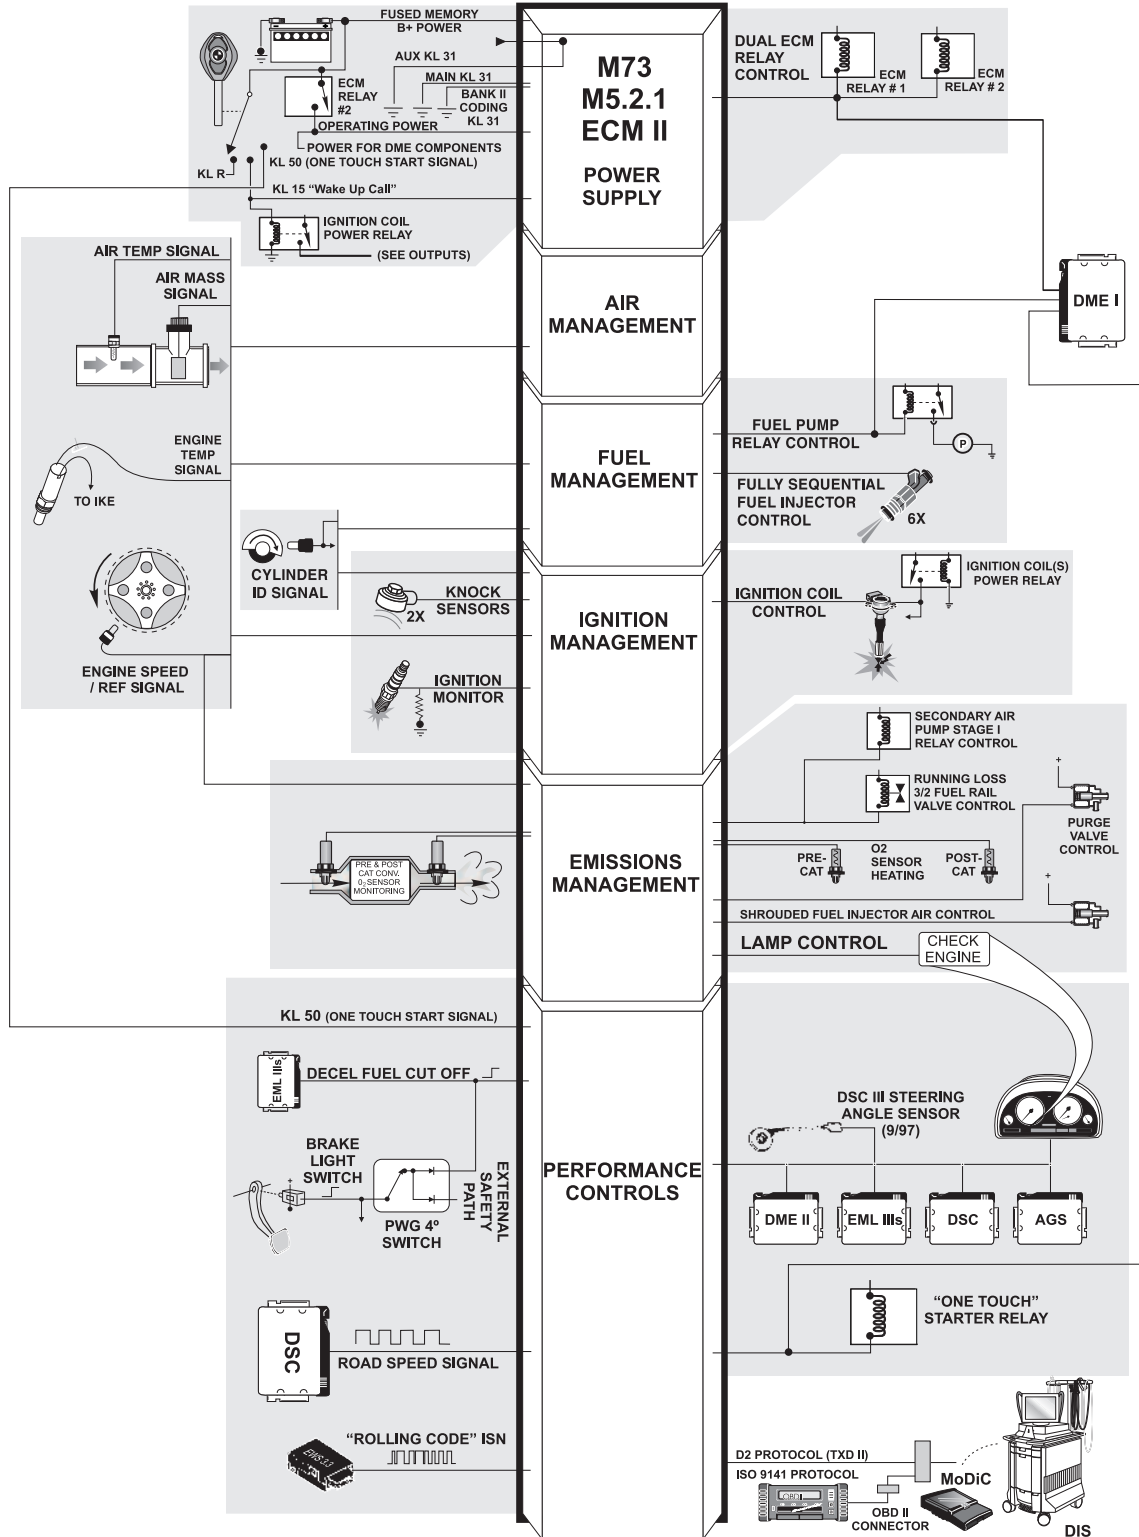 FUSED MEMORY
B+ POWER
AUX KL 31
MAIN KL 31
BANK II
CODING
KL 31
ECM
RELAY
#2
OPERATING POWER
POWER FOR DME COMPONENTS
KL 50 (ONE TOUCH START SIGNAL)
KL R
KL 15 “Wake Up Call”
IGNITION COIL
POWER RELAY
(SEE OUTPUTS)
M73
M5.2.1
ECM II
POWER
SUPPLY
DUAL ECM
RELAY
CONTROL
ECM
RELAY # 1
ECM
RELAY # 2
DME I
AIR TEMP SIGNAL
AIR MASS
SIGNAL
AIR
MANAGEMENT
ENGINE
TEMP
SIGNAL
TO IKE
FUEL
MANAGEMENT
FUEL PUMP
RELAY CONTROL
P
FULLY SEQUENTIAL
FUEL INJECTOR
CONTROL
6X
CYLINDER
ID SIGNAL
KNOCK
SENSORS
2X
ENGINE SPEED
/ REF SIGNAL
IGNITION
MONITOR
IGNITION
MANAGEMENT
IGNITION COIL
CONTROL
IGNITION COIL(S)
POWER RELAY
PRE & POST
CAT CONV.
O2 SENSOR
MONITORING
EMISSIONS
MANAGEMENT
SECONDARY AIR
PUMP STAGE I
RELAY CONTROL
RUNNING LOSS
3/2 FUEL RAIL
VALVE CONTROL
+
PURGE
VALVE
CONTROL
PRE-
CAT
O2
SENSOR
HEATING
POST-
CAT
+
SHROUDED FUEL INJECTOR AIR CONTROL
LAMP CONTROL
CHECK
ENGINE
KL 50 (ONE TOUCH START SIGNAL)
EML IIIs
DECEL FUEL CUT OFF
BRAKE
LIGHT
SWITCH
+
PWG 4º
SWITCH
EXTERNAL
SAFETY
PATH
DSC
ROAD SPEED SIGNAL
“ROLLING CODE” ISN
EWS 3.3
PERFORMANCE
CONTROLS
DSC III STEERING
ANGLE SENSOR
(9/97)
DME II
EML IIIs
DSC
AGS
“ONE TOUCH”
STARTER RELAY
D2 PROTOCOL (TXD II)
ISO 9141 PROTOCOL
OBD II
OBD II
CONNECTOR
MoDiC
DIS